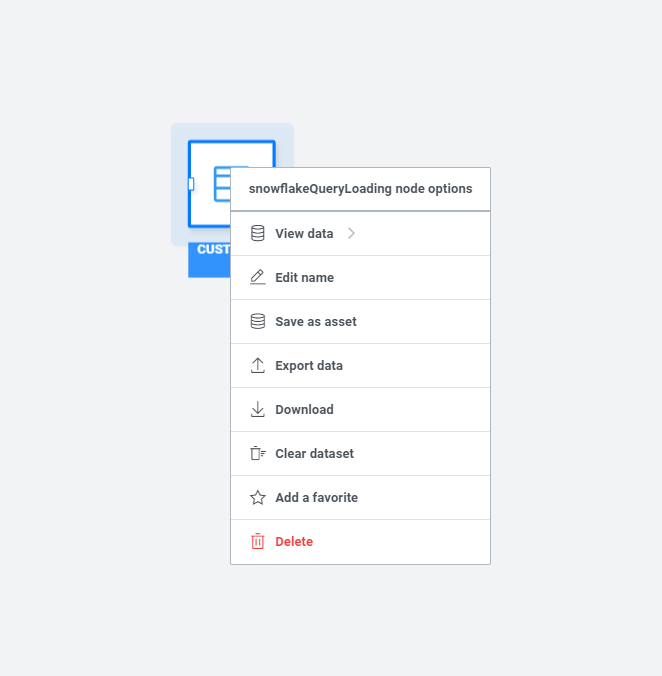 snowflakeQueryLoading node options
CUST
View data
Edit name
Save as asset
Export data
Download
Clear dataset
Add a favorite
Delete